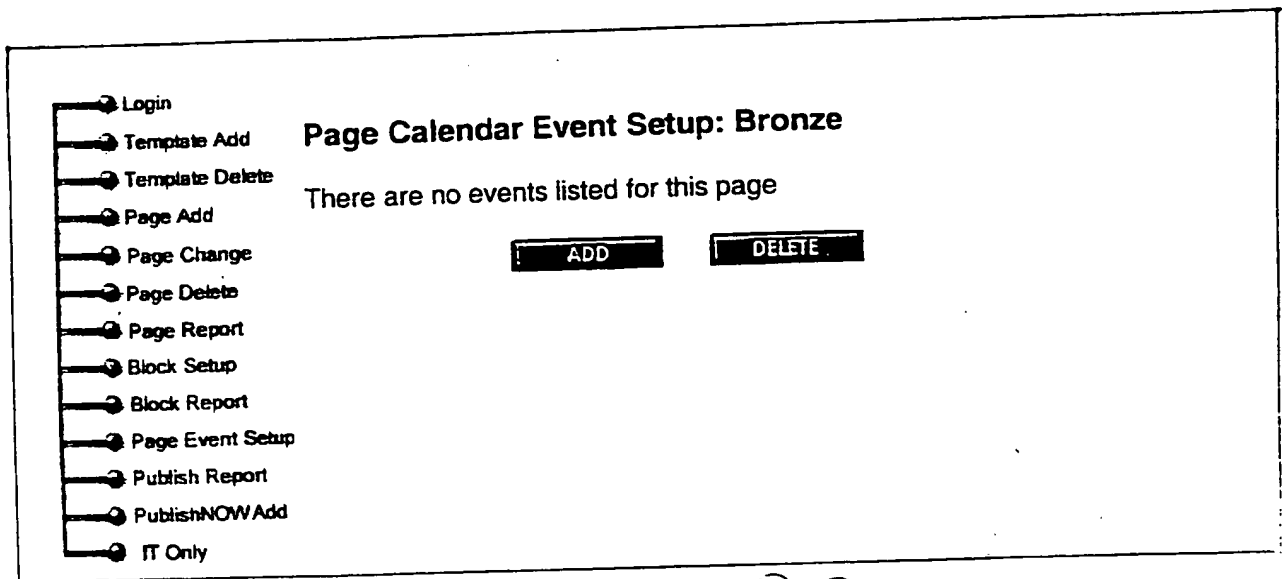 Login
Template Add
Template Delete
Page Add
Page Change
Page Delete
Page Report
Block Setup
Block Report
Page Event Setup
Publish Report
PublishNOW Add
IT Only
Page Calendar Event Setup: Bronze
There are no events listed for this page
ADD
DELETE